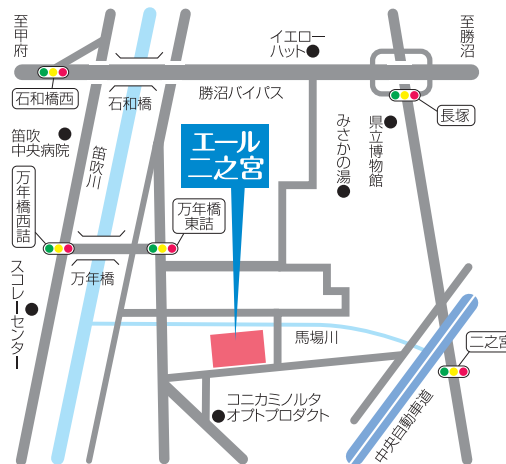 至甲府
至勝沼
イエロー
ハット
石和橋西
石和橋
勝沼バイパス
長塚
笛吹
中央病院
笛吹川
エール
二之宮
みさかの湯
県立博物館
万年橋
西詰
万年橋
東詰
万年橋
スコレーセンター
馬場川
二之宮
コニカミノルタ
オプトプロダクト
中央自動車道